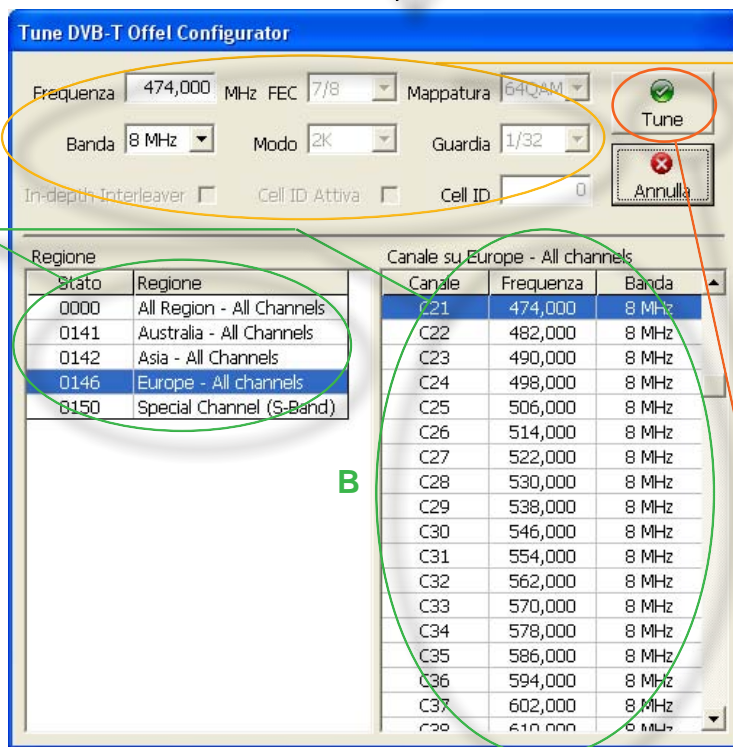 Tune DVB-T Offel Configurator
Frequenza 474,000 MHz FEC 7/8 Mappatura 64QAM Tune
Banda 8 MHz Modo 2K Guardia 1/32
In-depth Interleaver Cell ID Attiva Cell ID 0 Annulla
Regione
Stato Regione
0000 All Region - All Channels
0141 Australia - All Channels
0142 Asia - All Channels
0146 Europe - All channels
0150 Special Channel (S-Band)
B
Canale su Europe - All channels
Canale Frequenza Banda
C21 474,000 8 MHz
C22 482,000 8 MHz
C23 490,000 8 MHz
C24 498,000 8 MHz
C25 506,000 8 MHz
C26 514,000 8 MHz
C27 522,000 8 MHz
C28 530,000 8 MHz
C29 538,000 8 MHz
C30 546,000 8 MHz
C31 554,000 8 MHz
C32 562,000 8 MHz
C33 570,000 8 MHz
C34 578,000 8 MHz
C35 586,000 8 MHz
C36 594,000 8 MHz
C37 602,000 8 MHz
C38 610,000 8 MHz